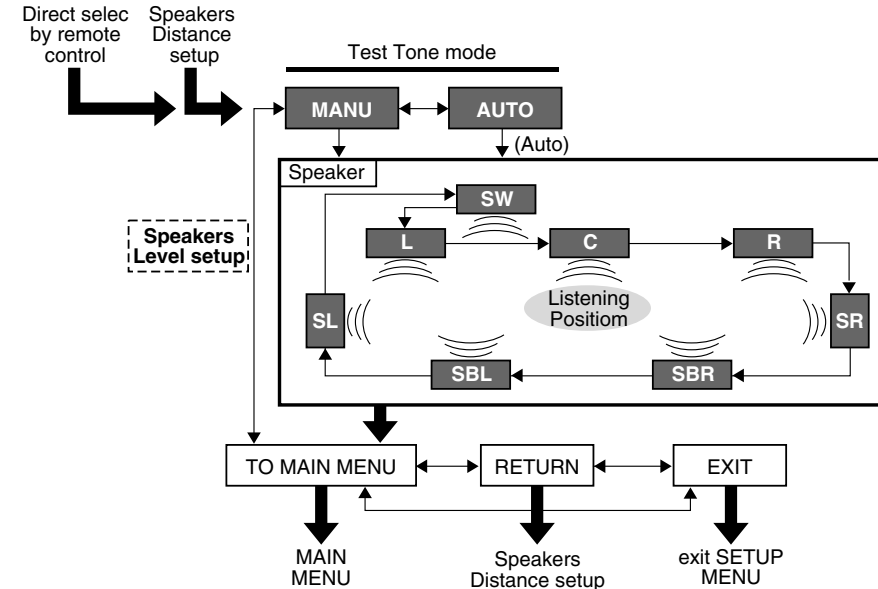 Direct selec
by remote
control
Speakers
Distance
setup
Test Tone mode
MANU
AUTO
(Auto)
Speaker
SW
Speakers
Level setup
L
C
R
Listening
Positiom
SL
SR
SBL
SBR
TO MAIN MENU
RETURN
EXIT
MAIN
MENU
Speakers
Distance setup
exit SETUP
MENU